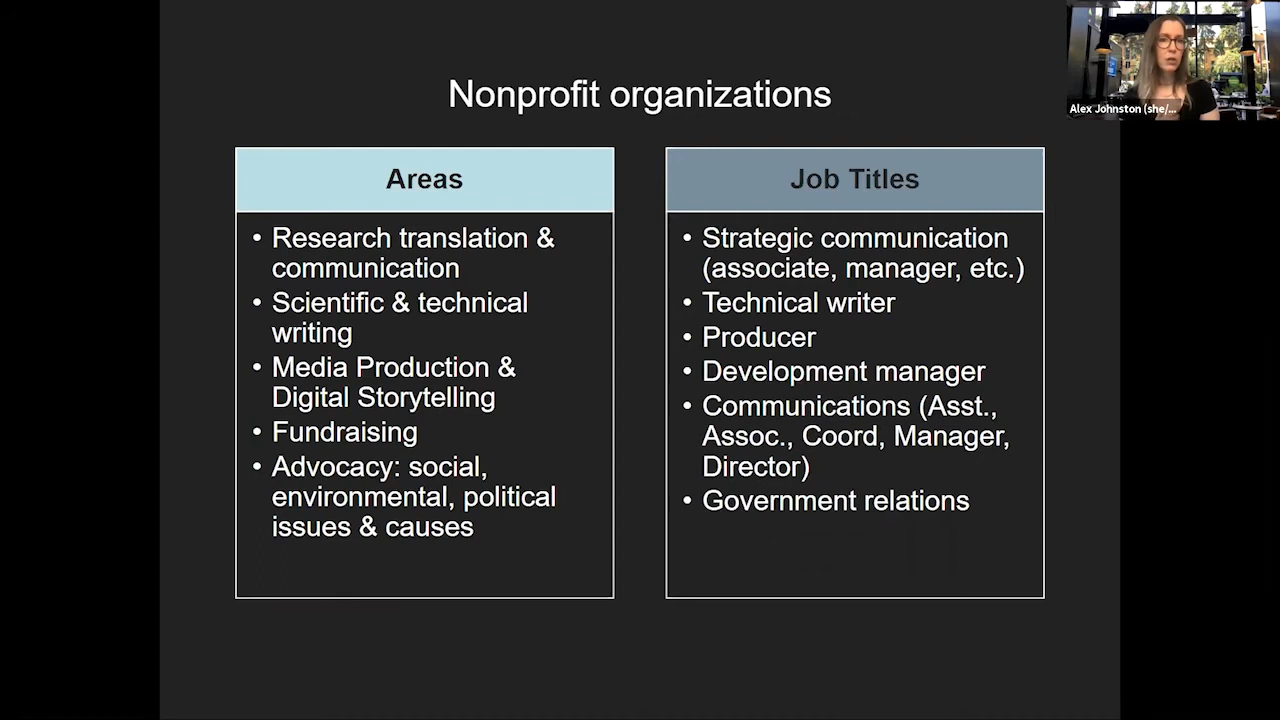 Nonprofit organizations
Areas
• Research translation &
communication
• Scientific & technical
writing
• Media Production &
Digital Storytelling
• Fundraising
• Advocacy: social,
environmental, political
issues & causes
Job Titles
• Strategic communication
(associate, manager, etc.)
• Technical writer
• Producer
• Development manager
• Communications (Asst.,
Assoc., Coord, Manager,
Director)
• Government relations
Alex Johnston (she/...